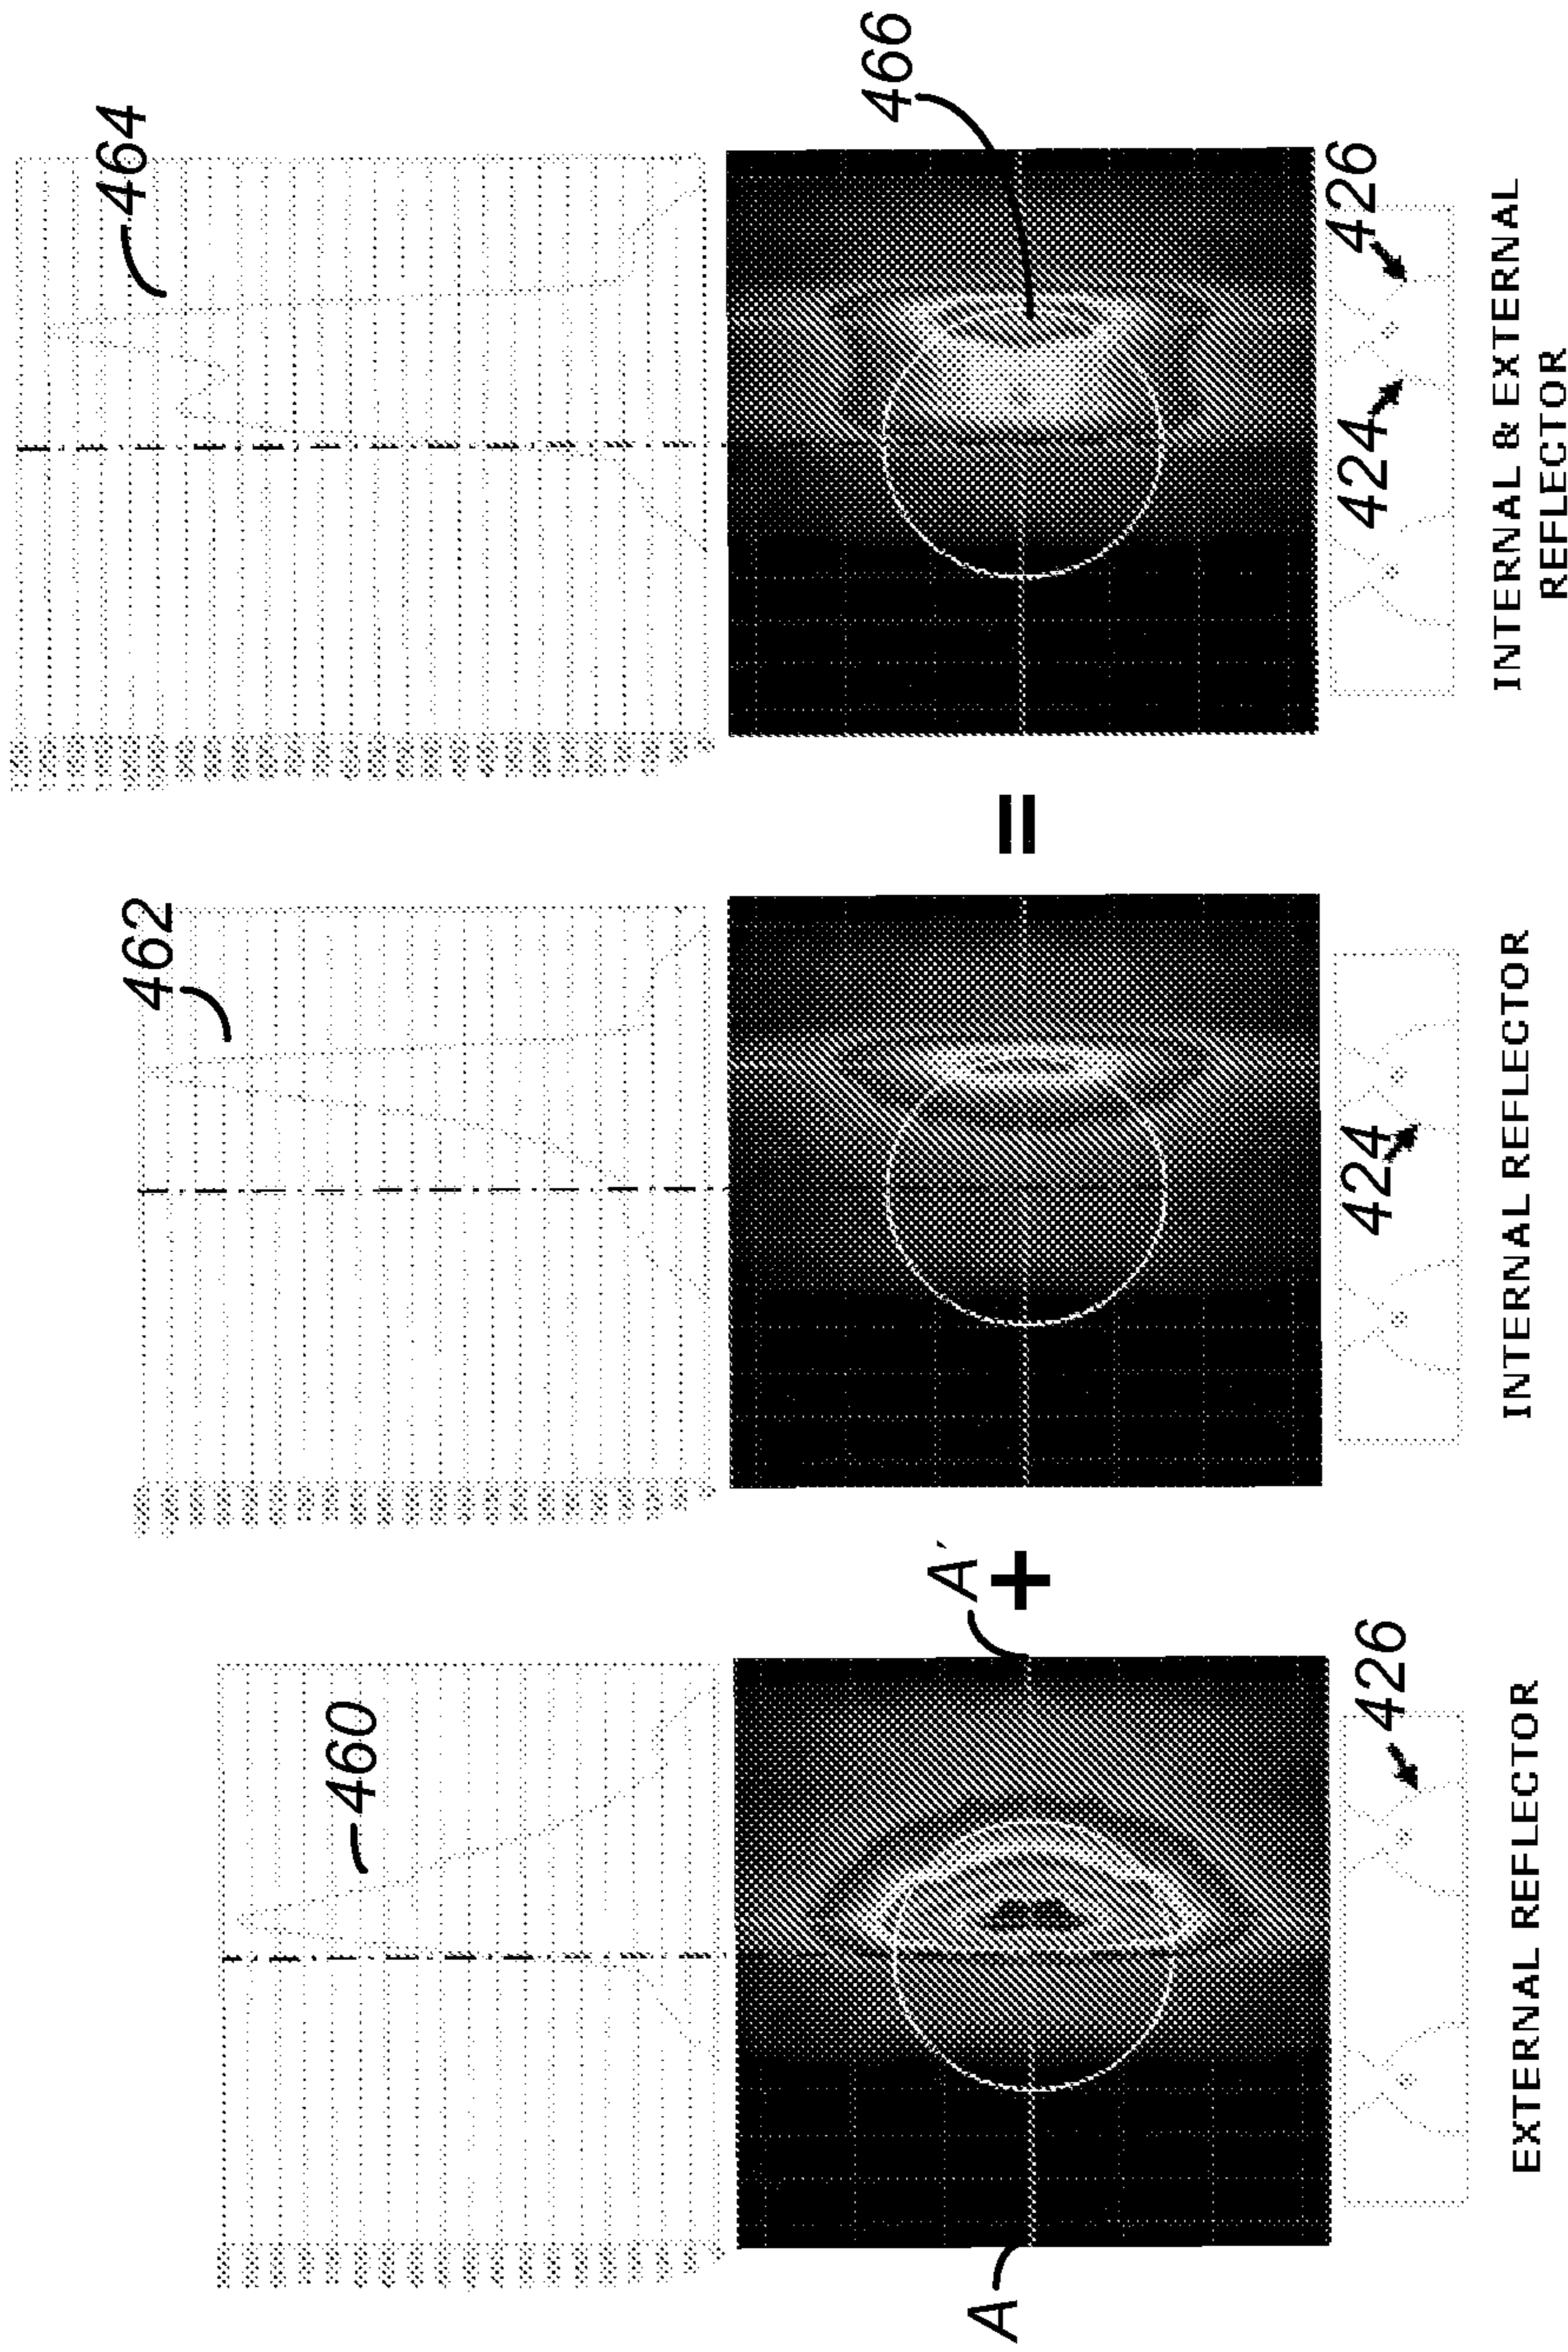 460
462
464
A
A′
+
=
466
426
424
424
426
EXTERNAL REFLECTOR
INTERNAL REFLECTOR
INTERNAL & EXTERNAL
REFLECTOR